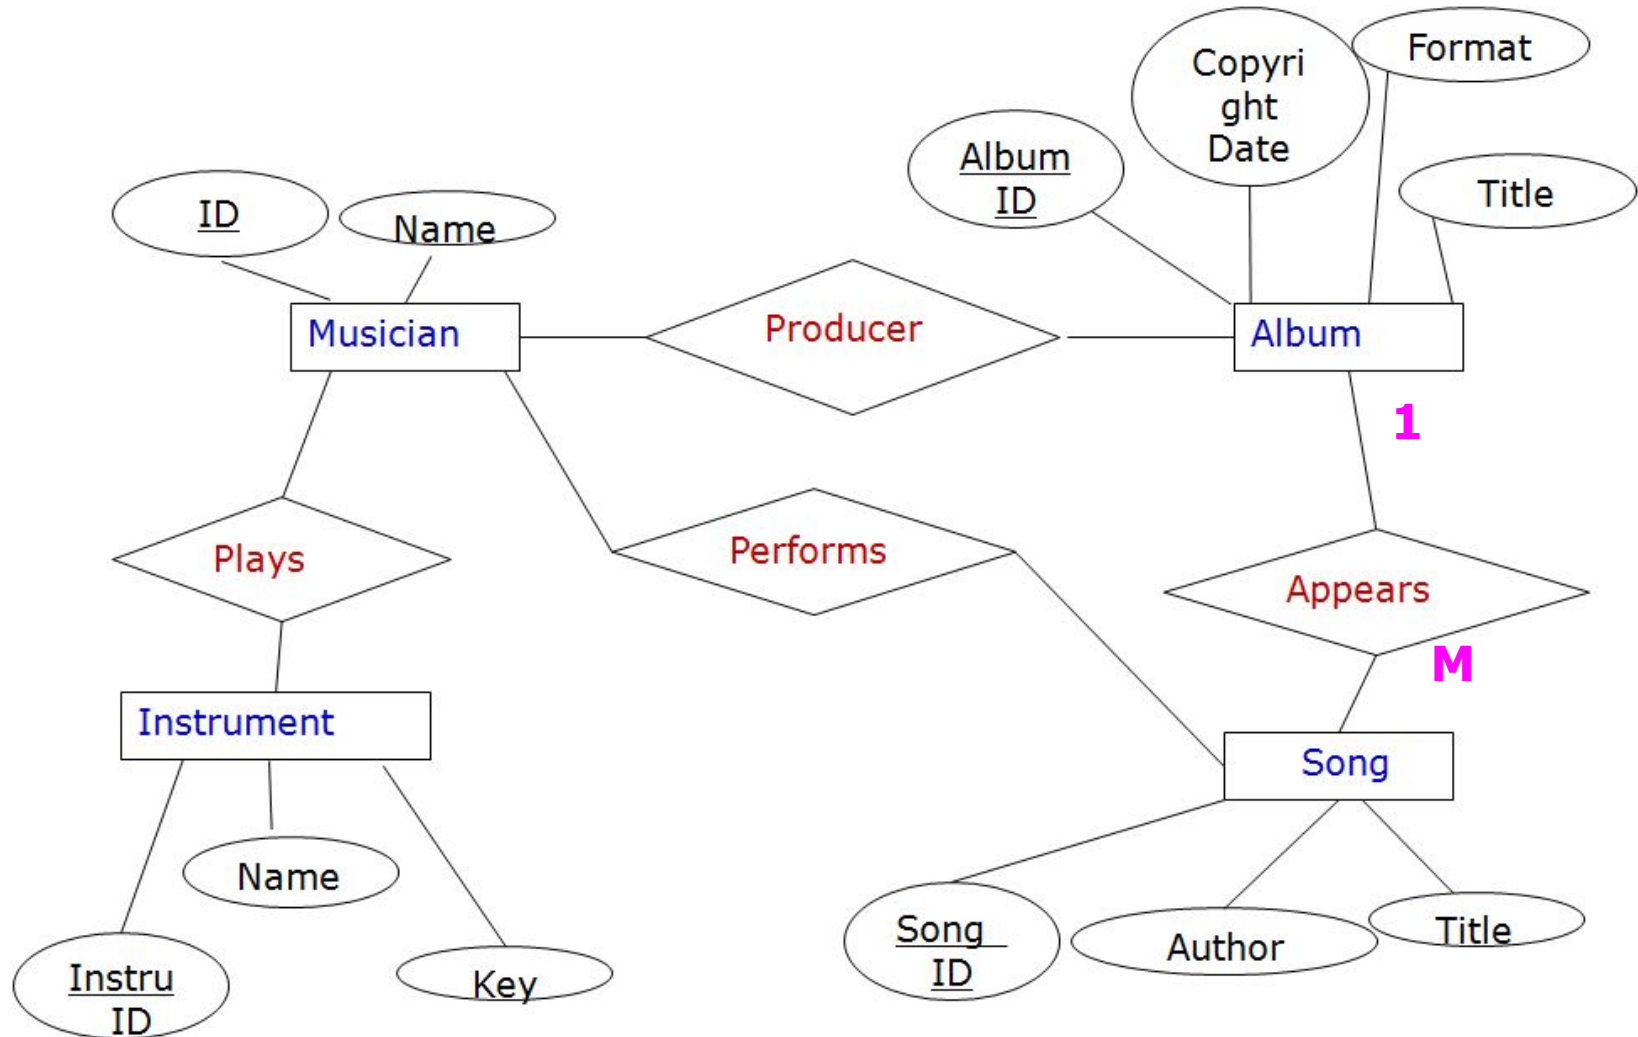 Copyri
ght
Date
Format
Album
ID
Title
ID
Name
Musician
Producer
Album
1
Plays
Performs
Appears
M
Instrument
Song
Name
Instru
ID
Key
Song_
ID
Author
Title